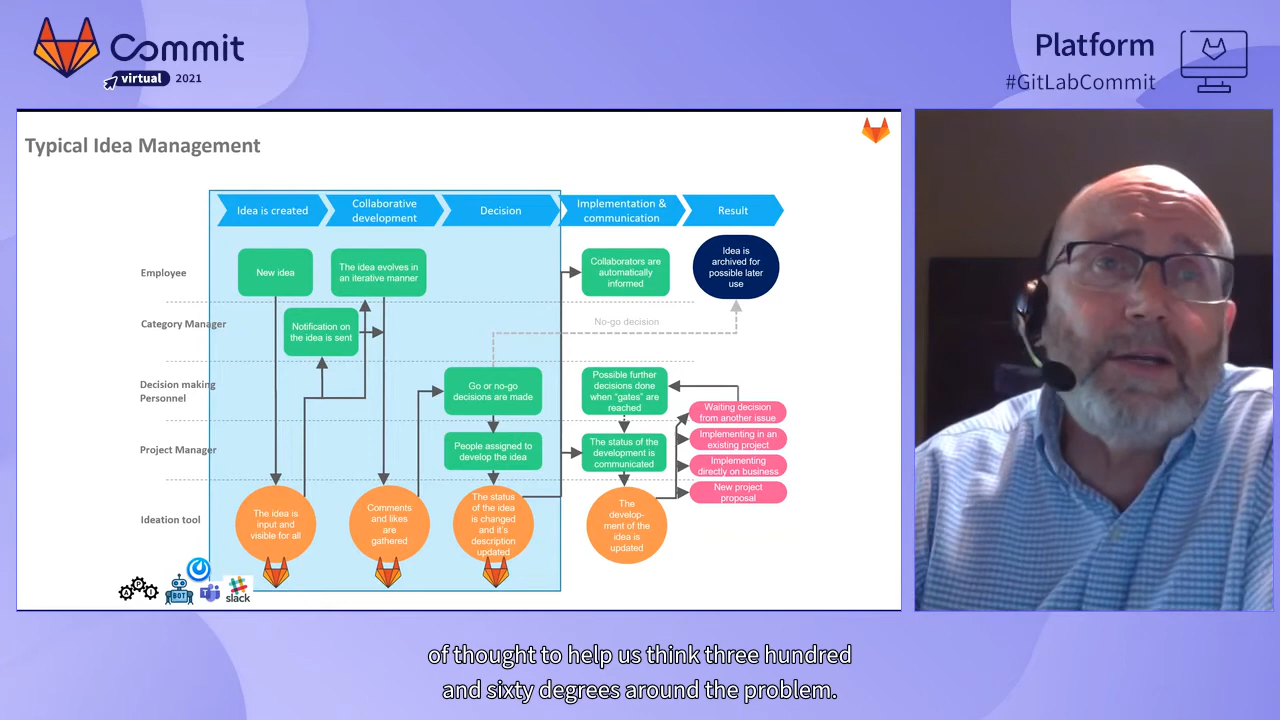 Commit
virtual 2021
Platform
#GitLabCommit
Typical Idea Management
Idea is created
Collaborative
development
Decision
Implementation &
communication
Result
Employee
New idea
The idea evolves in
an iterative manner
Collaborators are
automatically
informed
Idea is
archived for
possible later
use
Category Manager
Notification on
the idea is sent
No-go decision
Decision making
Personnel
Go or no-go
decisions are made
Possible further
decisions done
when "gates" are
reached
Waiting decision
from another issue
Project Manager
People assigned to
develop the idea
The status of the
development is
communicated
Implementing in an
existing project
Implementing
directly on business
New project
proposal
Ideation tool
The idea is
input and
visible for all
Comments
and likes
are
gathered
The status
of the idea
is changed
and it's
description
updated
The
develop-
ment of the
idea is
updated
A P I
BOT
slack
of thought to help us think three hundred
and sixty degrees around the problem.